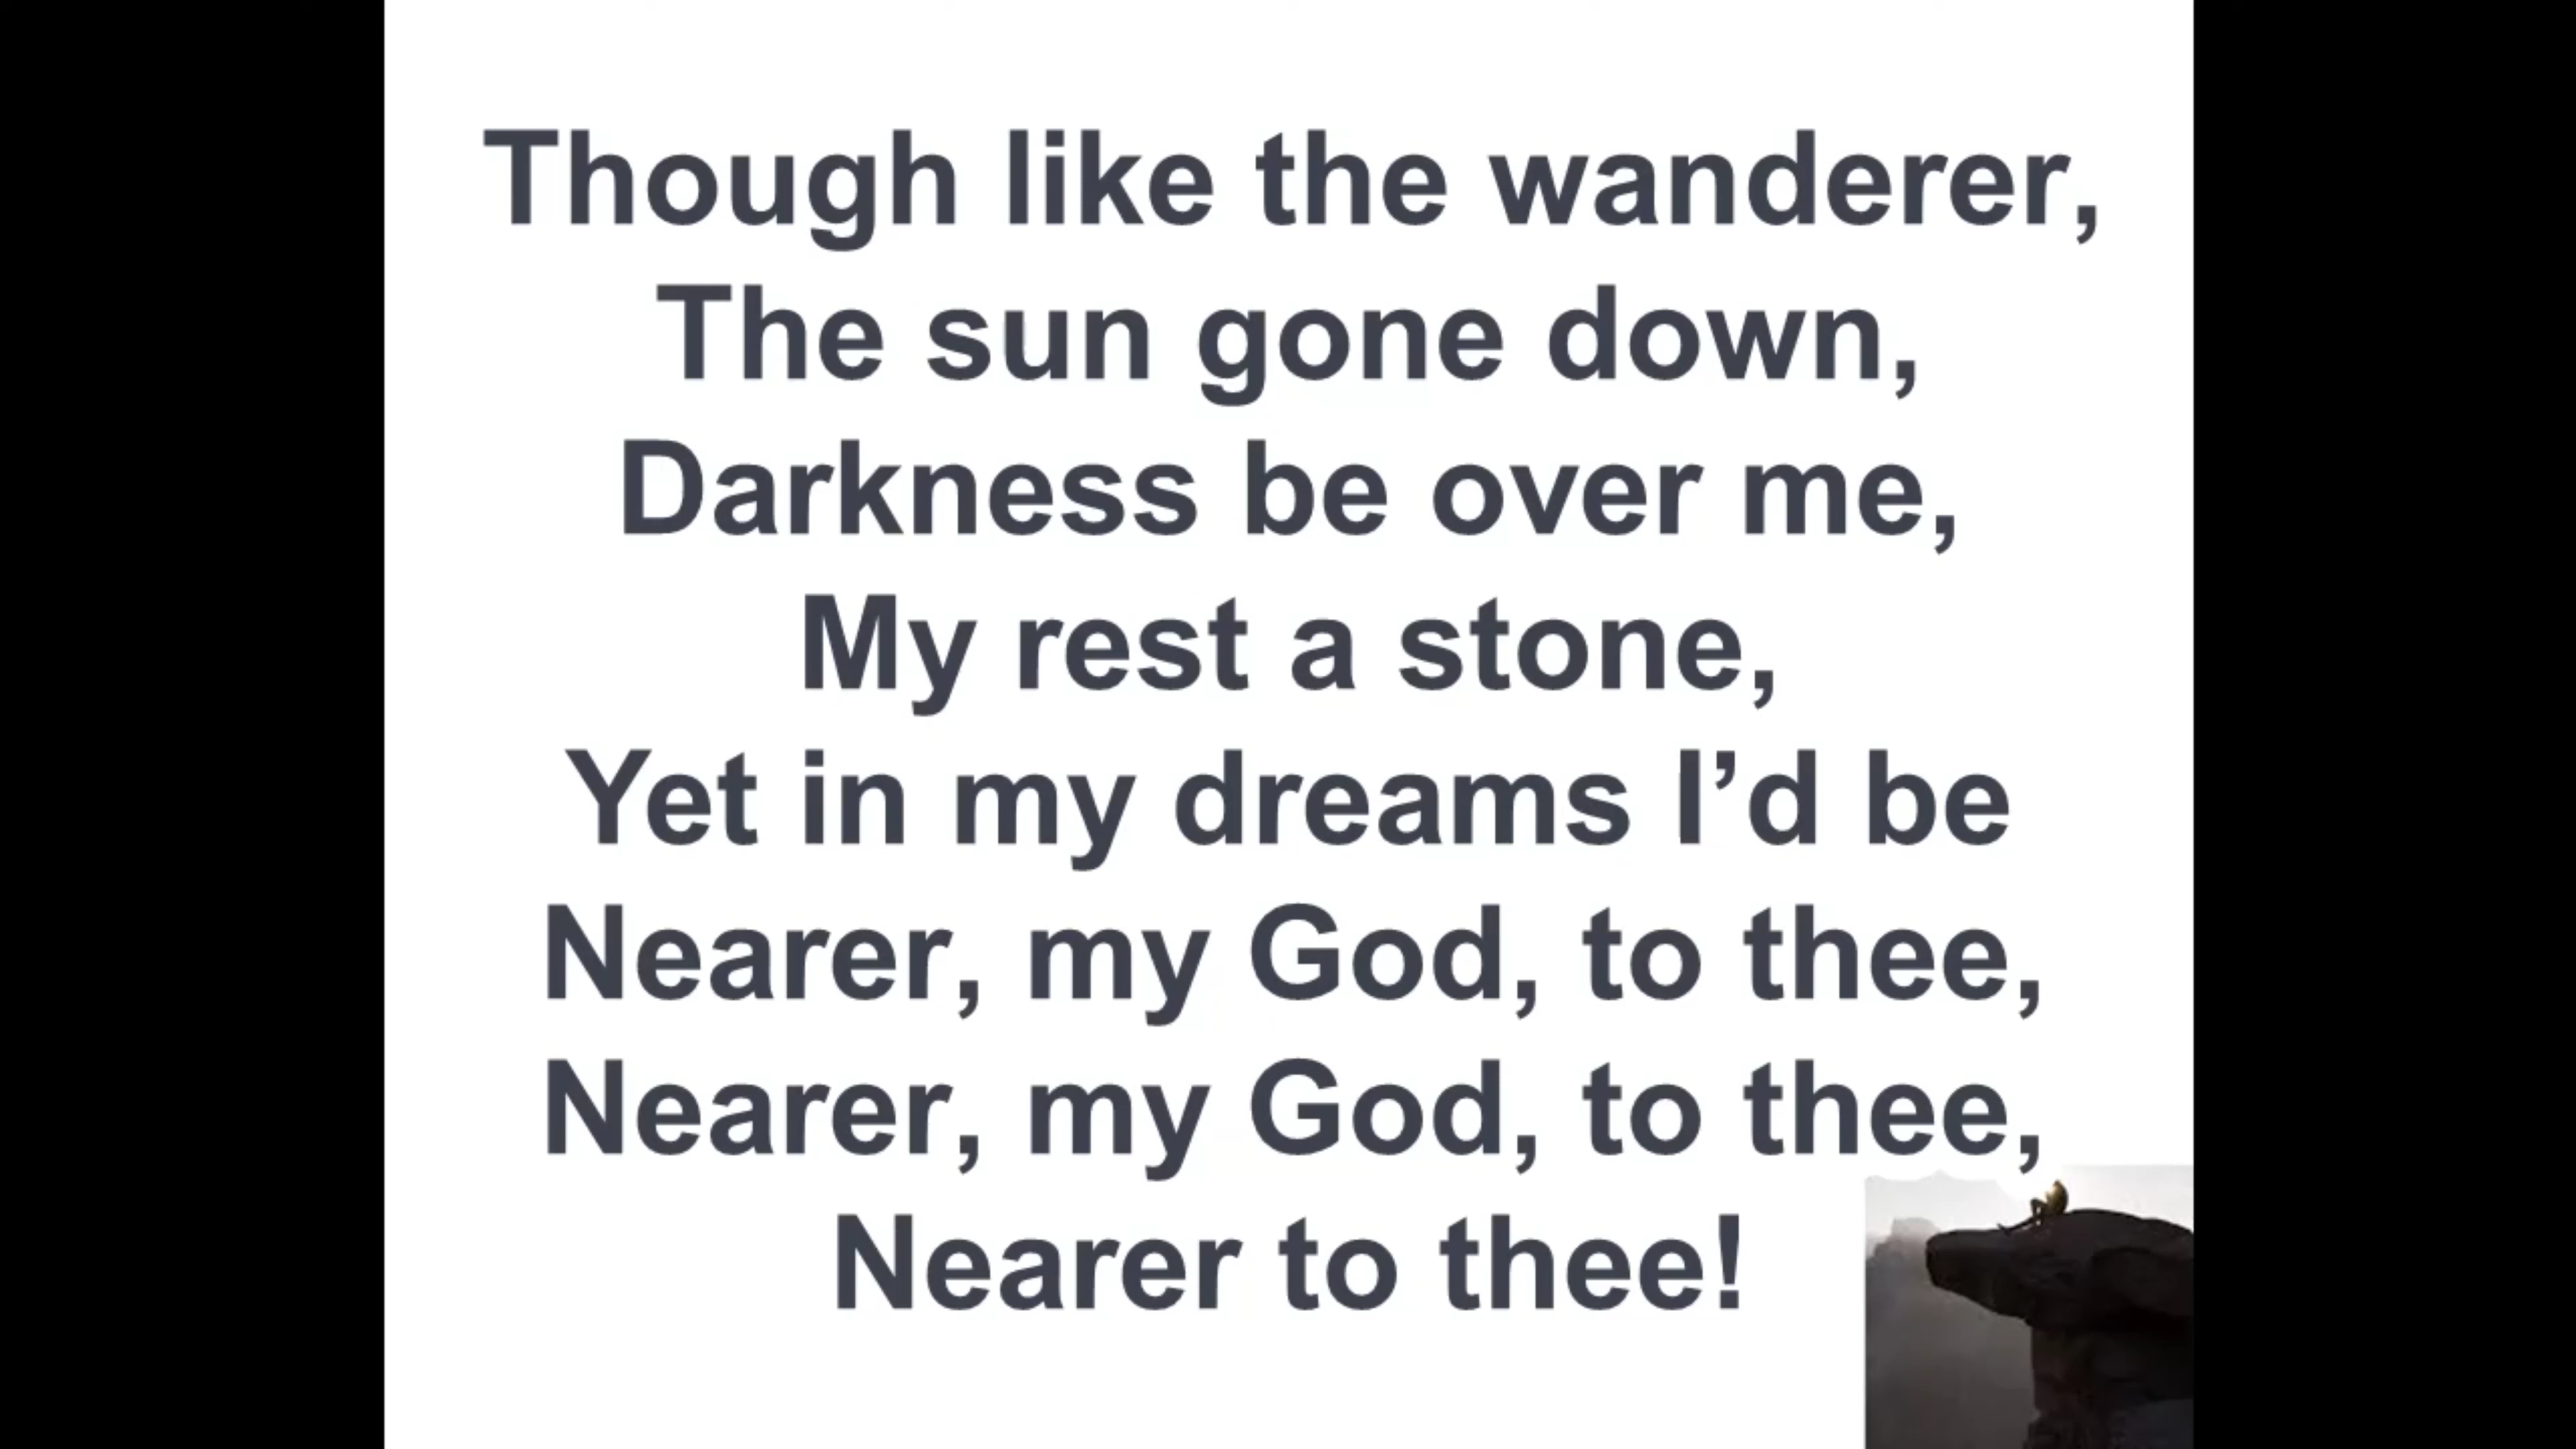 Though like the wanderer,
The sun gone down,
Darkness be over me,
My rest a stone,
Yet in my dreams I’d be
Nearer, my God, to thee,
Nearer, my God, to thee,
Nearer to thee!